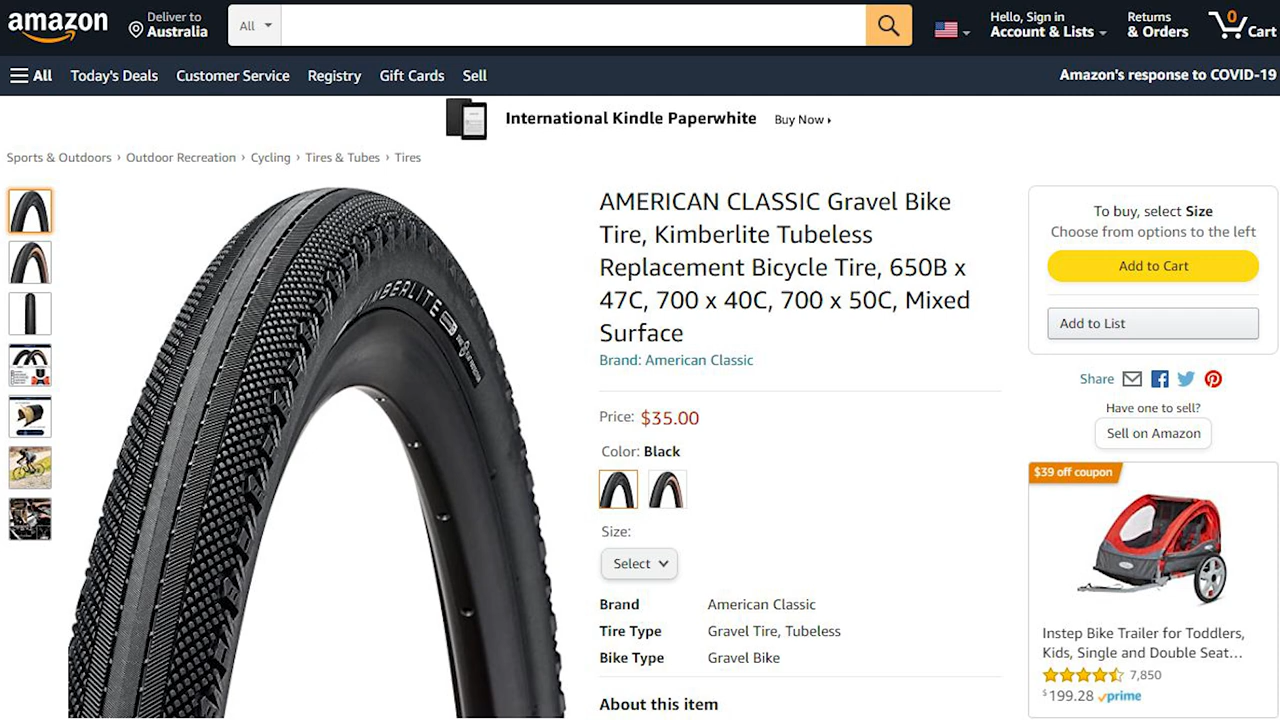 amazon
Deliver to
Australia
All
Hello, Sign in
Account & Lists
Returns
& Orders
0
Cart
All
Today's Deals
Customer Service
Registry
Gift Cards
Sell
Amazon's response to COVID-19
International Kindle Paperwhite
Buy Now
Sports & Outdoors › Outdoor Recreation › Cycling › Tires & Tubes › Tires
KIMBERLITE
AMERICAN CLASSIC Gravel Bike
Tire, Kimberlite Tubeless
Replacement Bicycle Tire, 650B x
47C, 700 x 40C, 700 x 50C, Mixed
Surface
Brand: American Classic
Price: $35.00
Color: Black
Size:
Select
Brand American Classic
Tire Type Gravel Tire, Tubeless
Bike Type Gravel Bike
About this item
To buy, select Size
Choose from options to the left
Add to Cart
Add to List
Share
Have one to sell?
Sell on Amazon
$39 off coupon
Instep Bike Trailer for Toddlers,
Kids, Single and Double Seat...
7,850
$199.28 prime